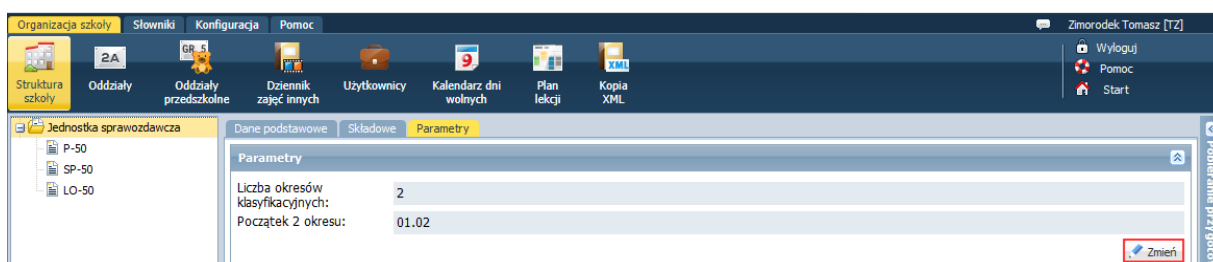 Organizacja szkoły Słowniki Konfiguracja Pomoc Zimorodek Tomasz [TZ]
Struktura szkoły
2A
Oddziały
GR. 5
Oddziały przedszkolne
Dziennik zajęć innych
Użytkownicy
9
Kalendarz dni wolnych
Plan lekcji
XML
Kopia XML
Wyloguj
Pomoc
Start
Jednostka sprawozdawcza
P-50
SP-50
LO-50
Dane podstawowe Składowe Parametry
Parametry
Liczba okresów klasyfikacyjnych: 2
Początek 2 okresu: 01.02
Zmień
Pobieranie